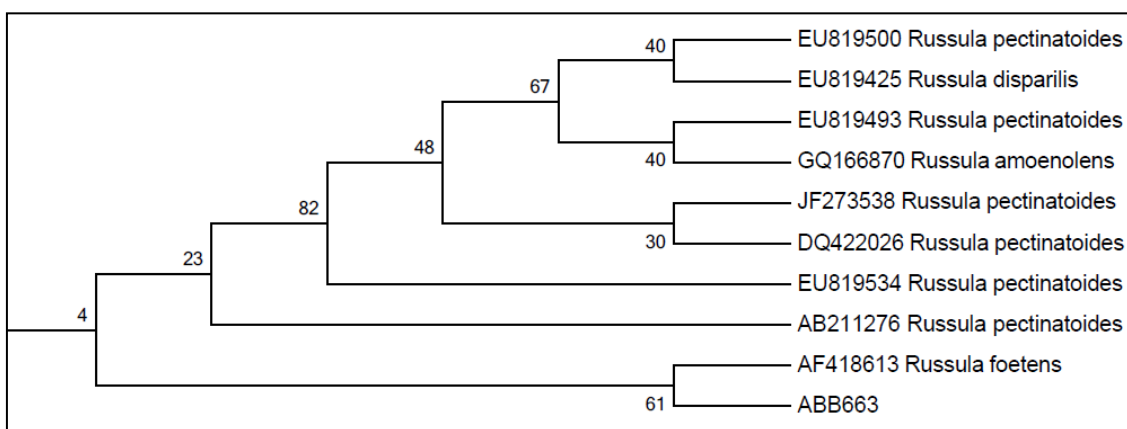 EU819500 Russula pectinatoides
40
EU819425 Russula disparilis
67
EU819493 Russula pectinatoides
48
40
GQ166870 Russula amoenolens
JF273538 Russula pectinatoides
82
30
DQ422026 Russula pectinatoides
23
EU819534 Russula pectinatoides
4
AB211276 Russula pectinatoides
AF418613 Russula foetens
61
ABB663